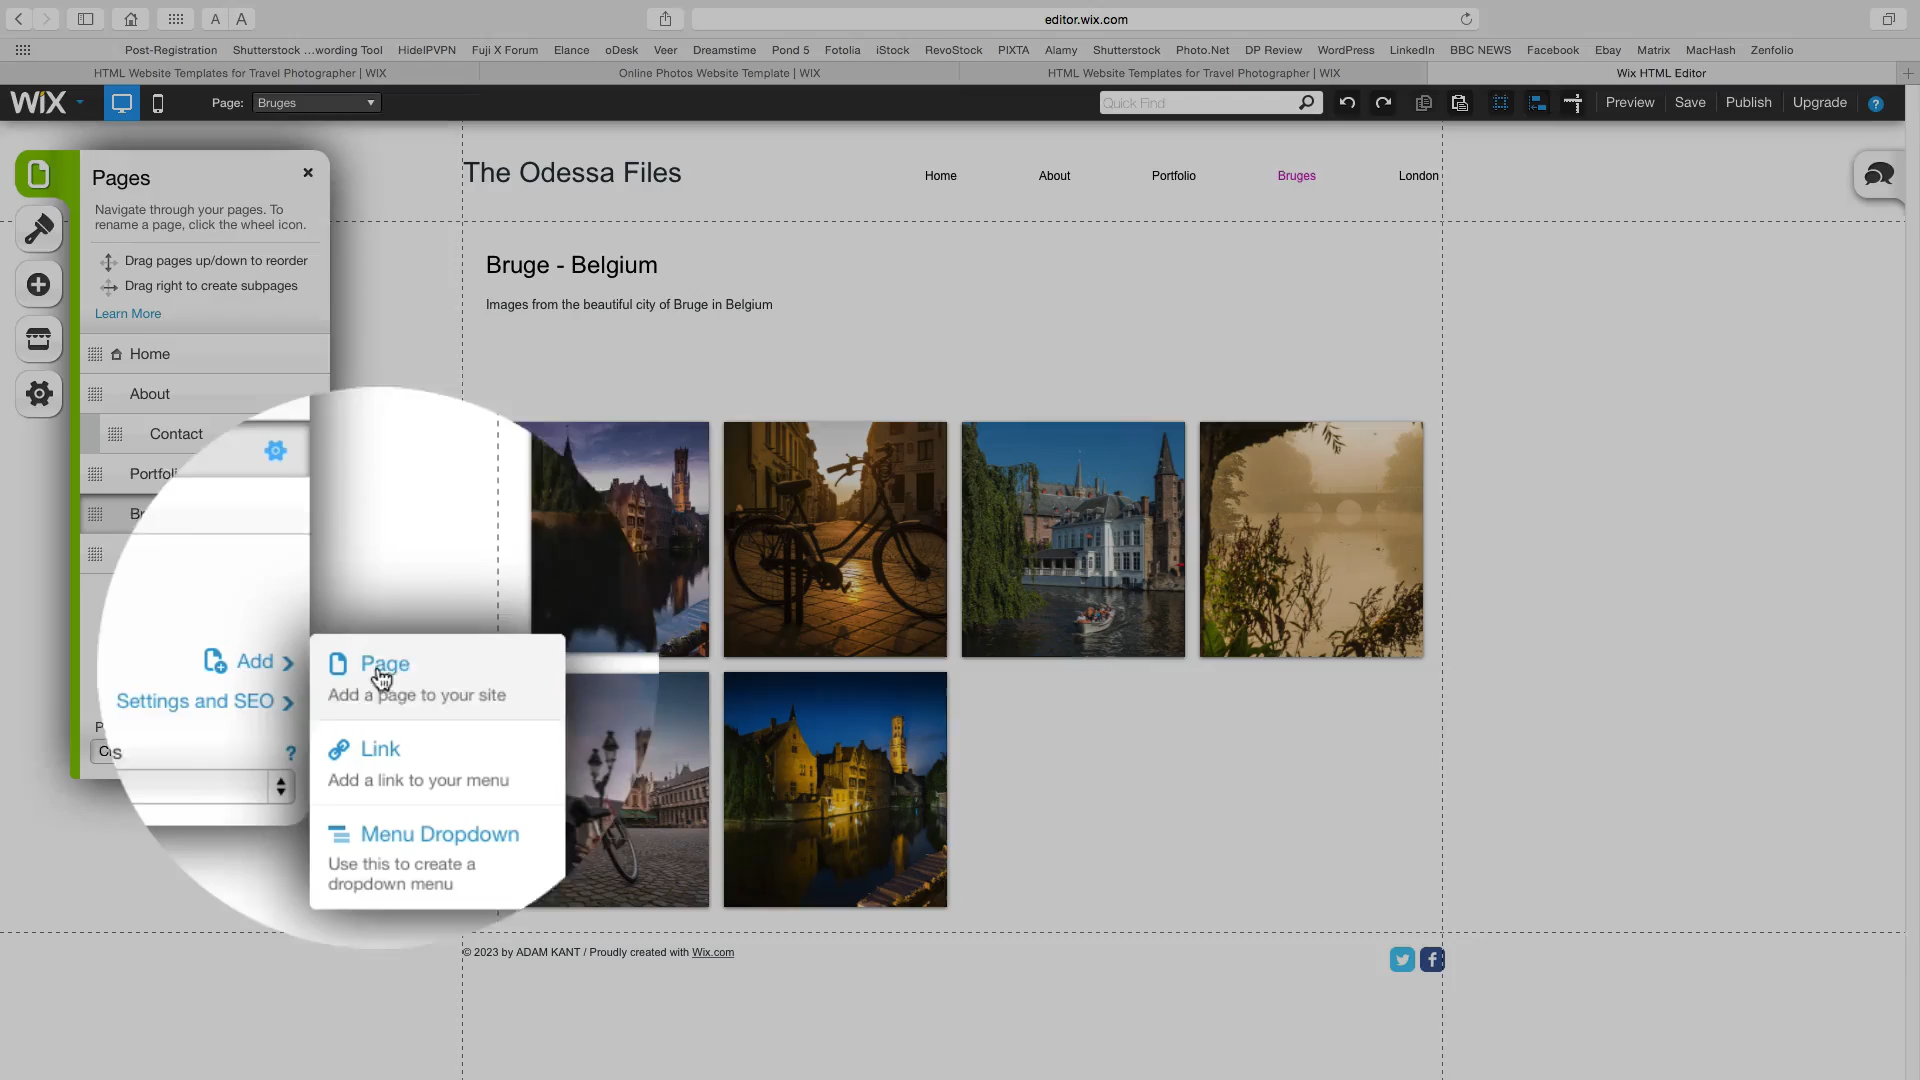 editor.wix.com
A A
Post-Registration Shutterstock ...wording Tool HideIPVPN Fuji X Forum Elance oDesk Veer Dreamstime Pond 5 Fotolia iStock RevoStock PIXTA Alamy Shutterstock Photo.Net DP Review WordPress LinkedIn BBC NEWS Facebook Ebay Matrix MacHash Zenfolio
HTML Website Templates for Travel Photographer | WIX Online Photos Website Template | WIX HTML Website Templates for Travel Photographer | WIX Wix HTML Editor
WiX Page: Bruges Quick Find Preview Save Publish Upgrade ?
Pages
Navigate through your pages. To
rename a page, click the wheel icon.
Drag pages up/down to reorder
Drag right to create subpages
Learn More
Home
About
Contact
Portfoli
Br
Add
Settings and SEO
?
Page
Add a page to your site
Link
Add a link to your menu
Menu Dropdown
Use this to create a
dropdown menu
The Odessa Files
Home About Portfolio Bruges London
Bruge - Belgium
Images from the beautiful city of Bruge in Belgium
© 2023 by ADAM KANT / Proudly created with Wix.com